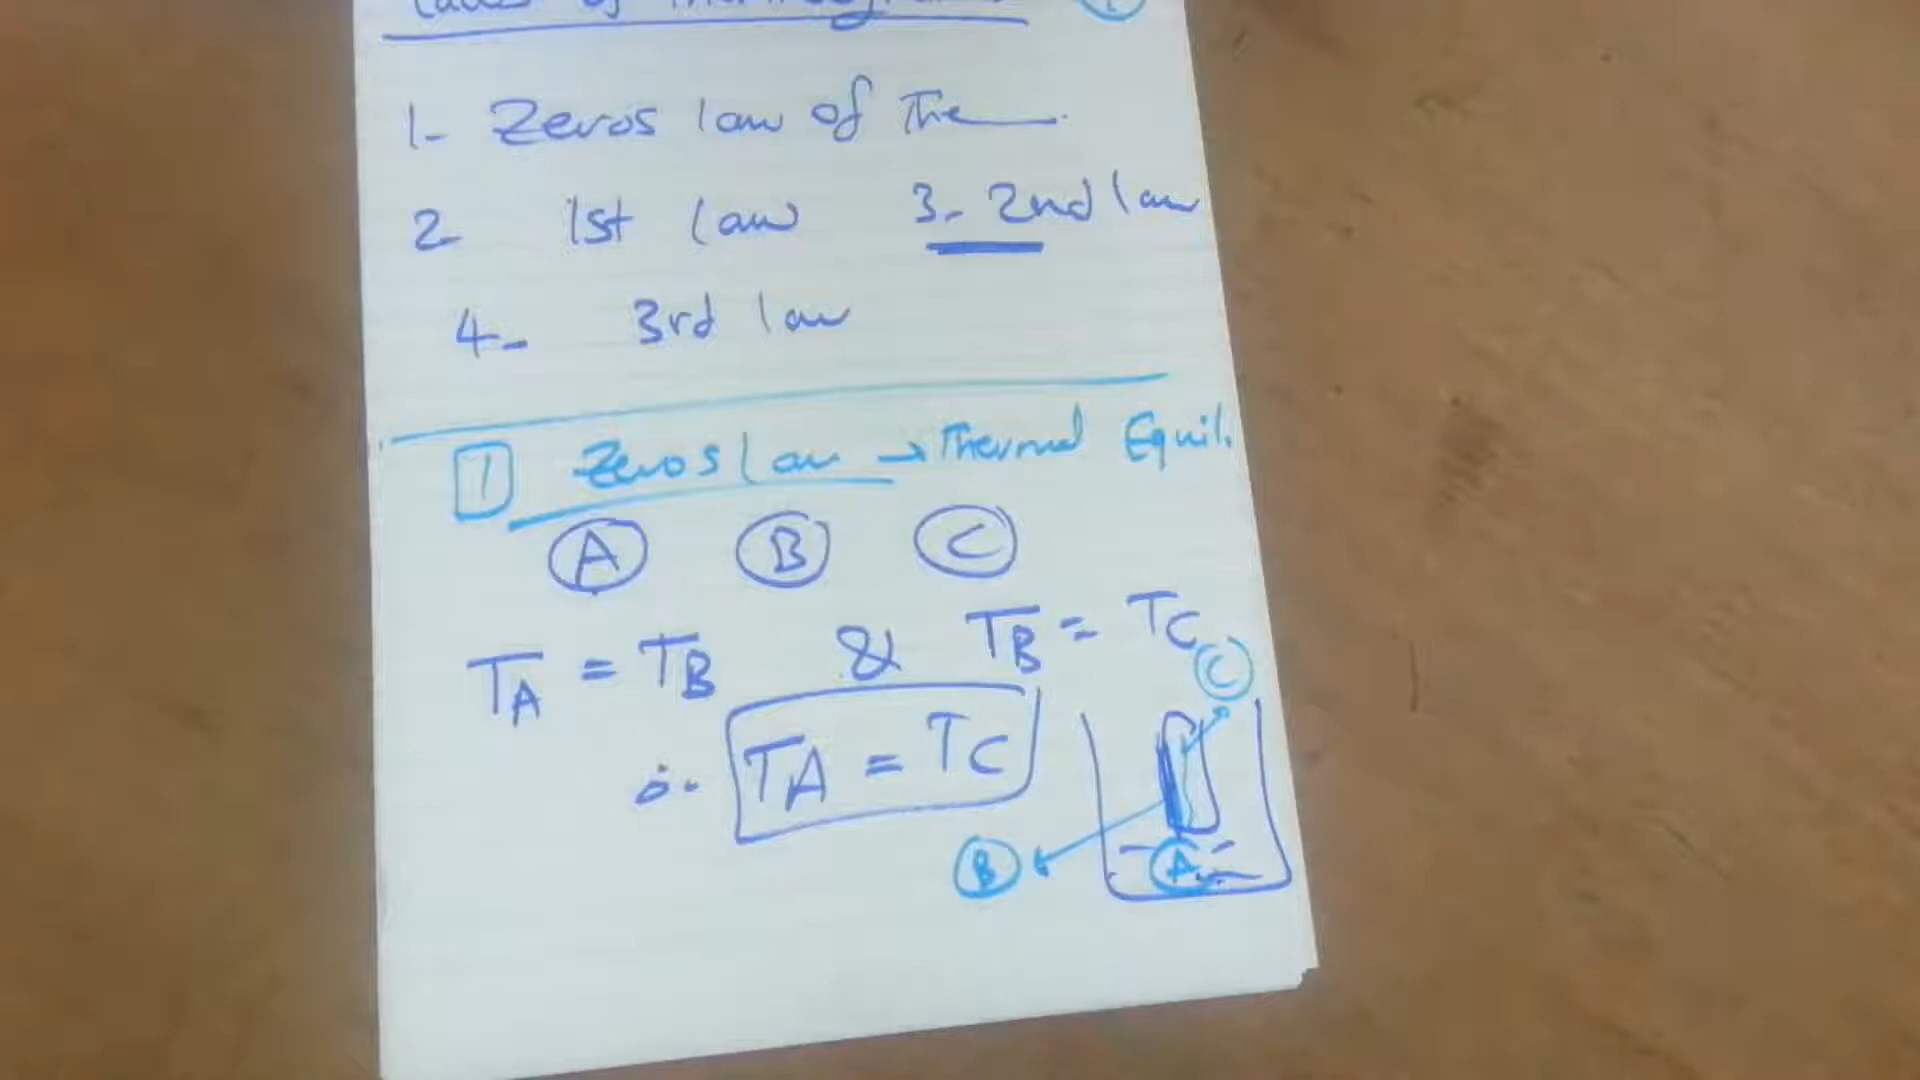 1- Zeros law of The
2- 1st law 3- 2nd law
4- 3rd law
1 Zeros law → Thermal Equil.
A B C
TA = TB & TB = TC
∴ TA = TC
C
B A